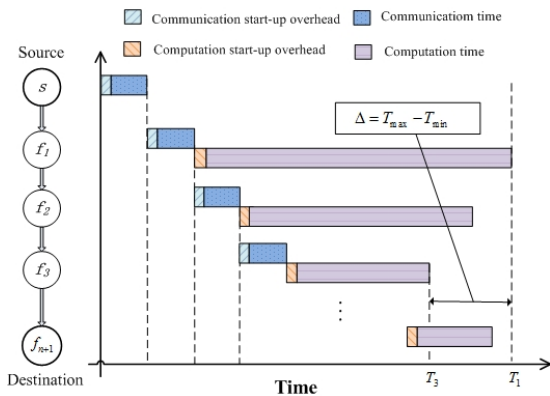 Communication start-up overhead
Communicatiom time
Computation start-up overhead
Computation time
Source
s
f1
f2
f3
fn+1
Destination
Δ = Tmax − Tmin
⋮
T3
T1
Time